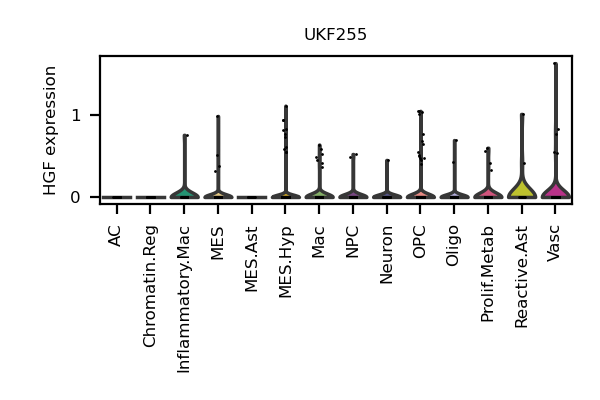 UKF255
HGF expression
1
0
AC
Chromatin.Reg
Inflammatory.Mac
MES
MES.Ast
MES.Hyp
Mac
NPC
Neuron
OPC
Oligo
Prolif.Metab
Reactive.Ast
Vasc